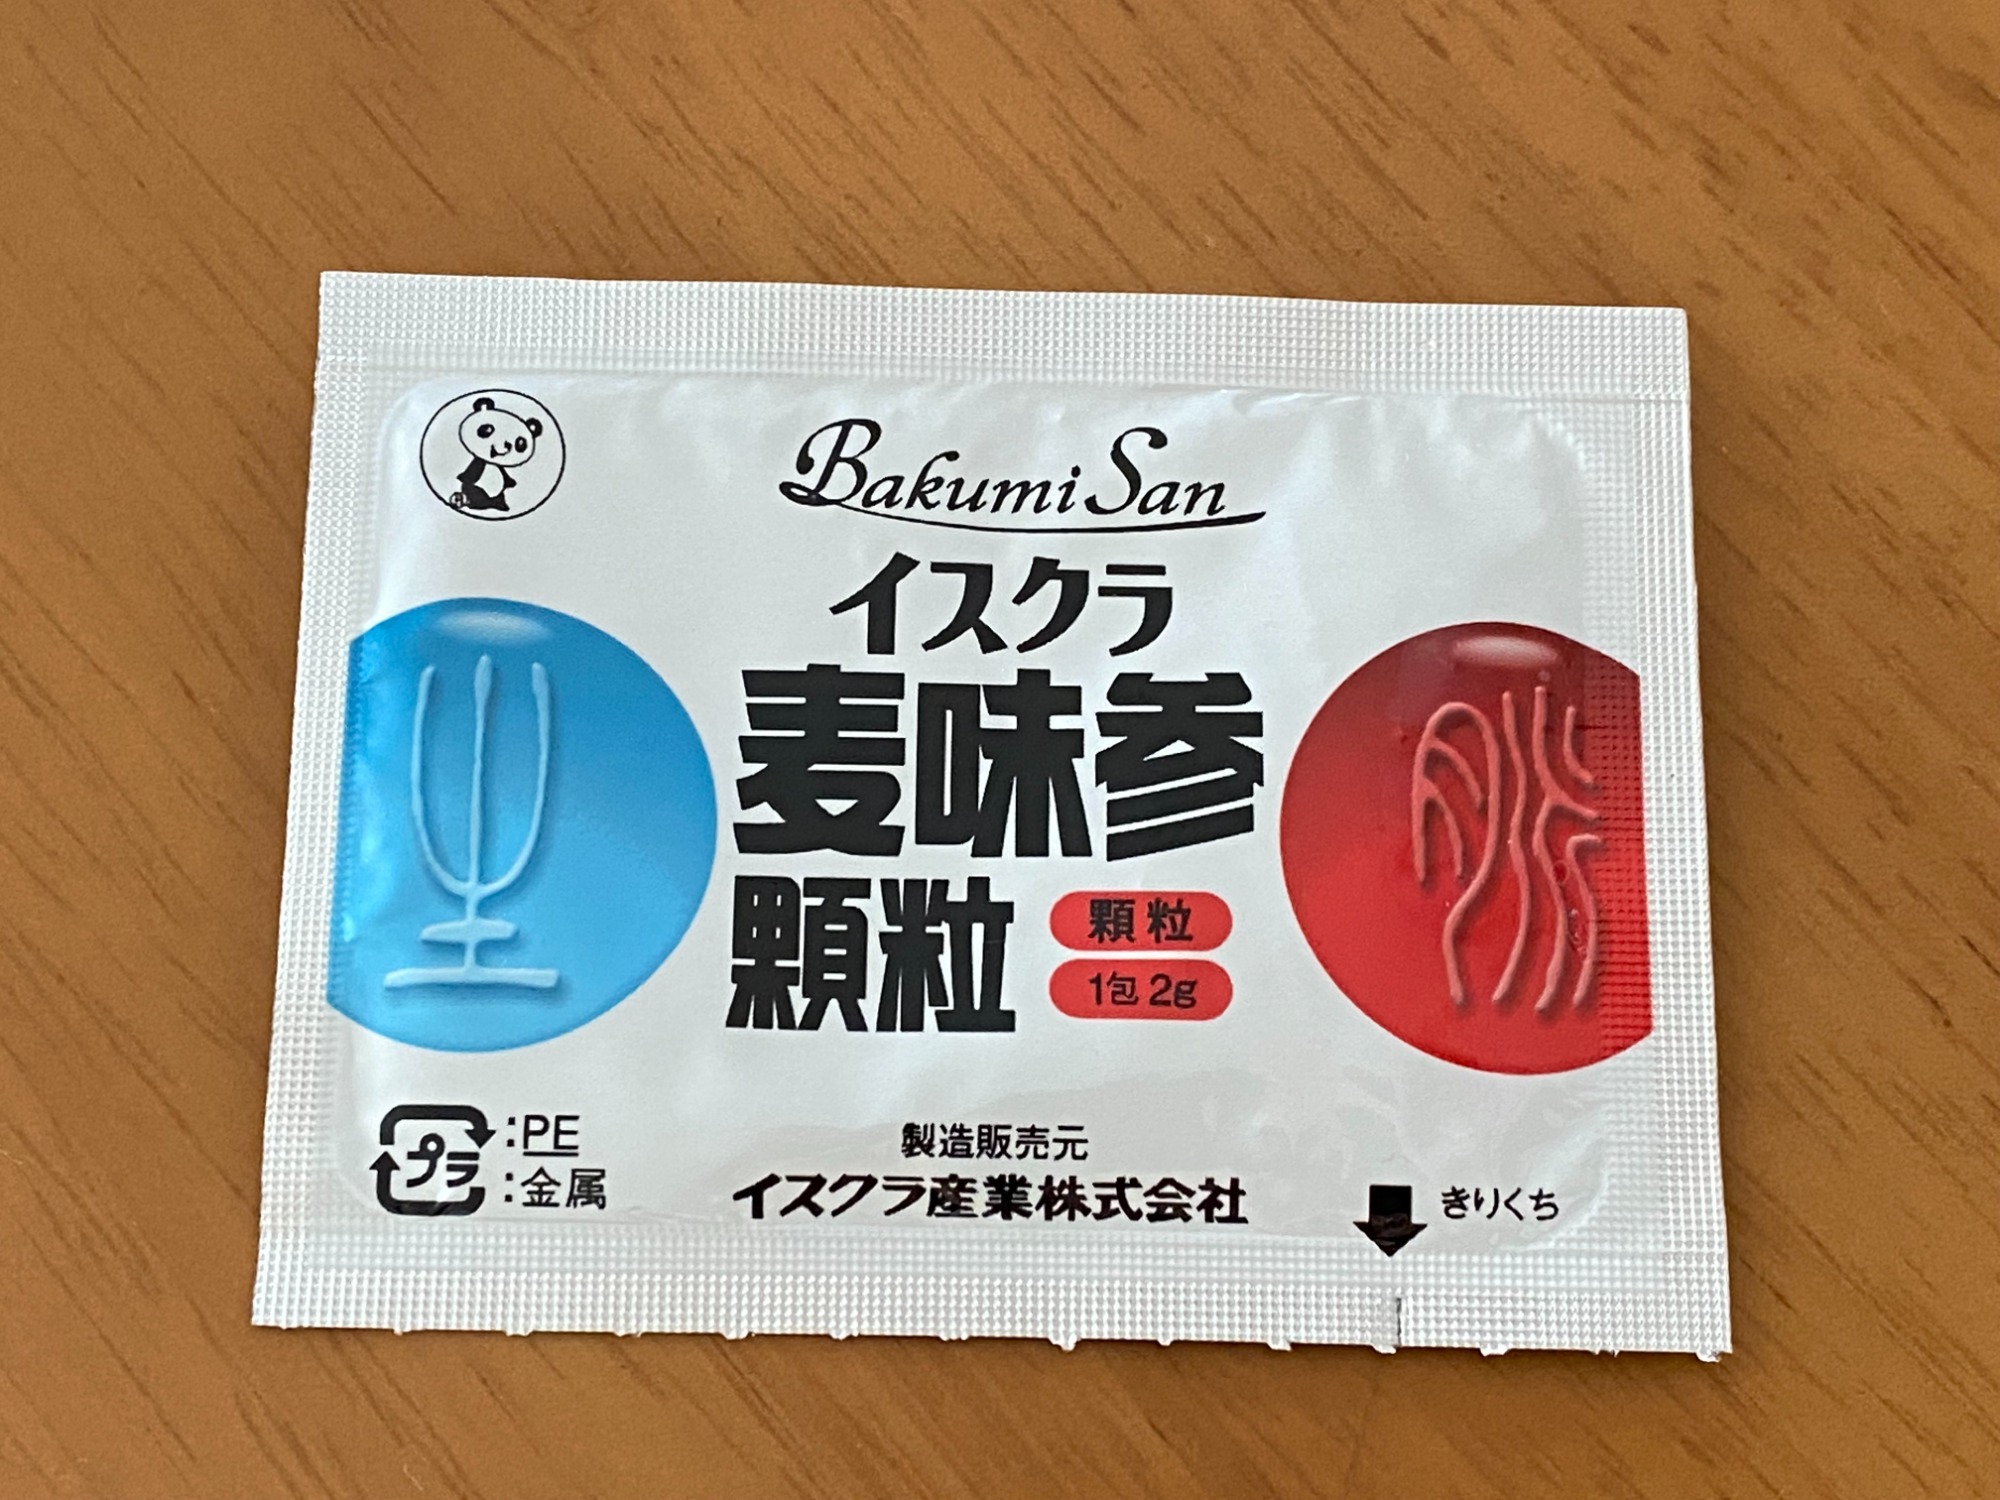 Bakumi San
イスクラ
麦味参
顆粒
顆粒
1包 2g
プラ
:PE
:金属
製造販売元
イスクラ産業株式会社
きりくち